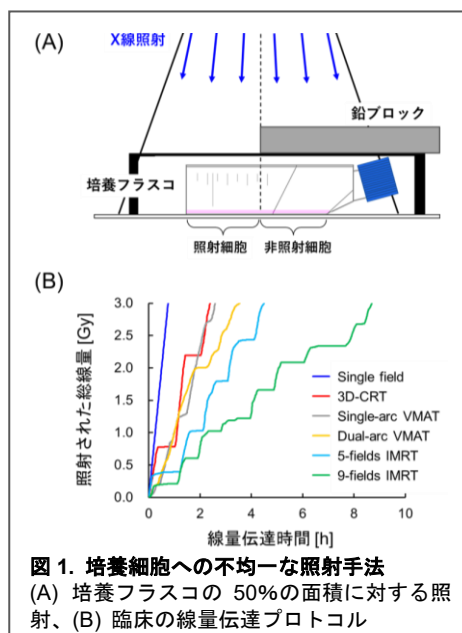 (A)
X線照射
鉛ブロック
培養フラスコ
照射細胞
非照射細胞
(B)
照射された総線量 [Gy]
3.0
2.5
2.0
1.5
1.0
0.5
0.0
Single field
3D-CRT
Single-arc VMAT
Dual-arc VMAT
5-fields IMRT
9-fields IMRT
0 2 4 6 8 10
線量伝達時間 [h]
図 1. 培養細胞への不均一な照射手法
(A) 培養フラスコの 50%の面積に対する照
射、(B) 臨床の線量伝達プロトコル